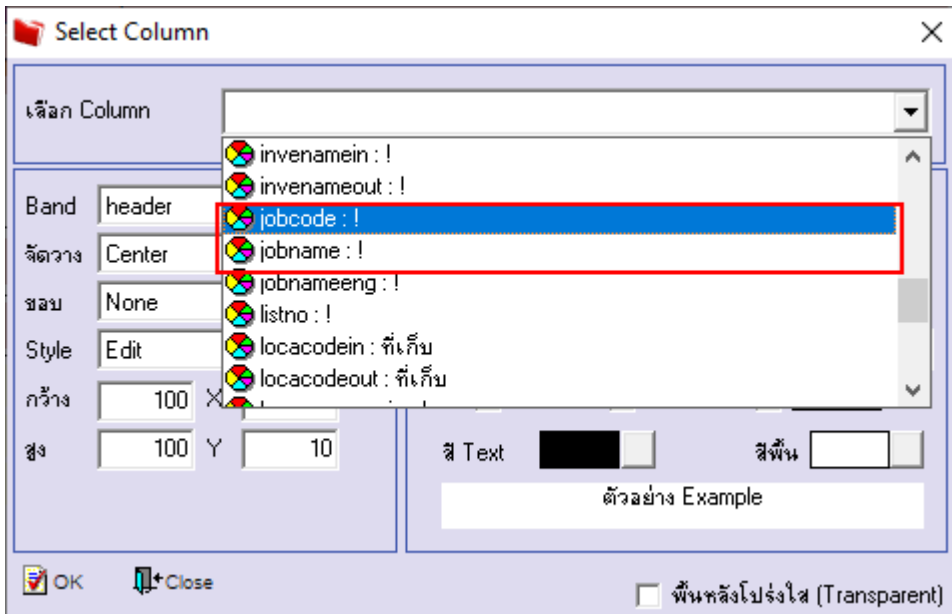 Select Column
เลือก Column
invenamein : !
invenameout : !
jobcode : !
jobname : !
jobnameeng : !
listno : !
locacodein : ที่เก็บ
locacodeout : ที่เก็บ
Band header
จัดวาง Center
ขอบ None
Style Edit
กว้าง 100 X
สูง 100 Y 10
สี Text สีพื้น
ตัวอย่าง Example
OK Close
พื้นหลังโปร่งใส (Transparent)